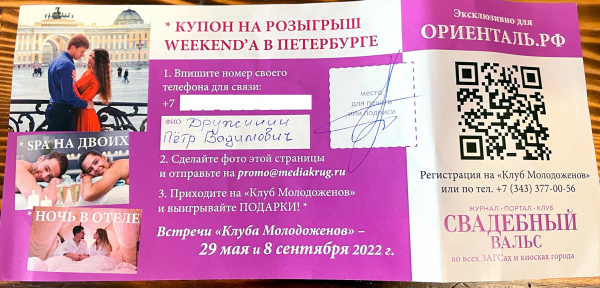 * КУПОН НА РОЗЫГРЫШ
WEEKEND'А В ПЕТЕРБУРГЕ
1. Впишите номер своего
телефона для связи:
+7
ФИО Дружинин
Пётр Вадимович
место
для печати
или подписи
2. Сделайте фото этой страницы
и отправьте на promo@mediakrug.ru
3. Приходите на «Клуб Молодоженов»
и выигрывайте ПОДАРКИ! *
Встречи «Клуба Молодоженов» –
29 мая и 8 сентября 2022 г.
* SPA НА ДВОИХ
* НОЧЬ В ОТЕЛЕ
Эксклюзивно для
ОРИЕНТАЛЬ.РФ
Регистрация на «Клуб Молодоженов»
или по тел. +7 (343) 377-00-56
ЖУРНАЛ • ПОРТАЛ • КЛУБ
СВАДЕБНЫЙ
ВАЛЬС
во всех ЗАГСах и киосках города